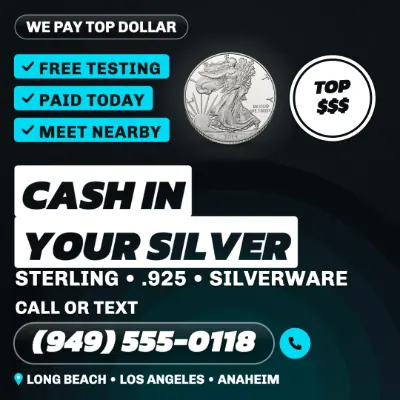 WE PAY TOP DOLLAR
FREE TESTING
PAID TODAY
MEET NEARBY
TOP
$$$
CASH IN
YOUR SILVER
STERLING • .925 • SILVERWARE
CALL OR TEXT
(949) 555-0118
LONG BEACH • LOS ANGELES • ANAHEIM